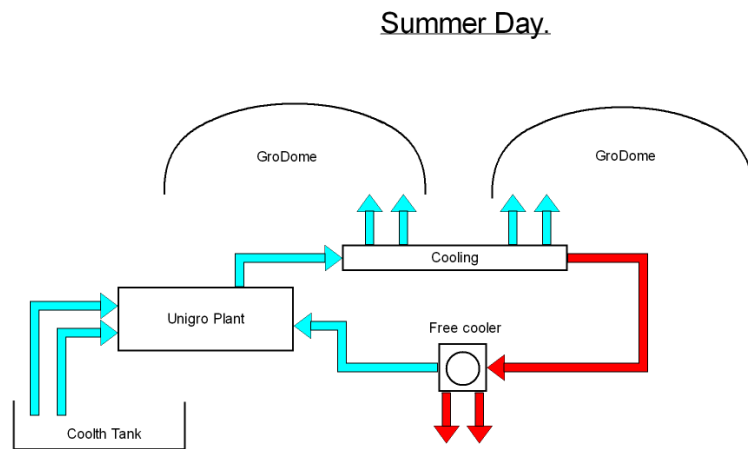 Summer Day.
GroDome
GroDome
Cooling
Unigro Plant
Free cooler
Coolth Tank